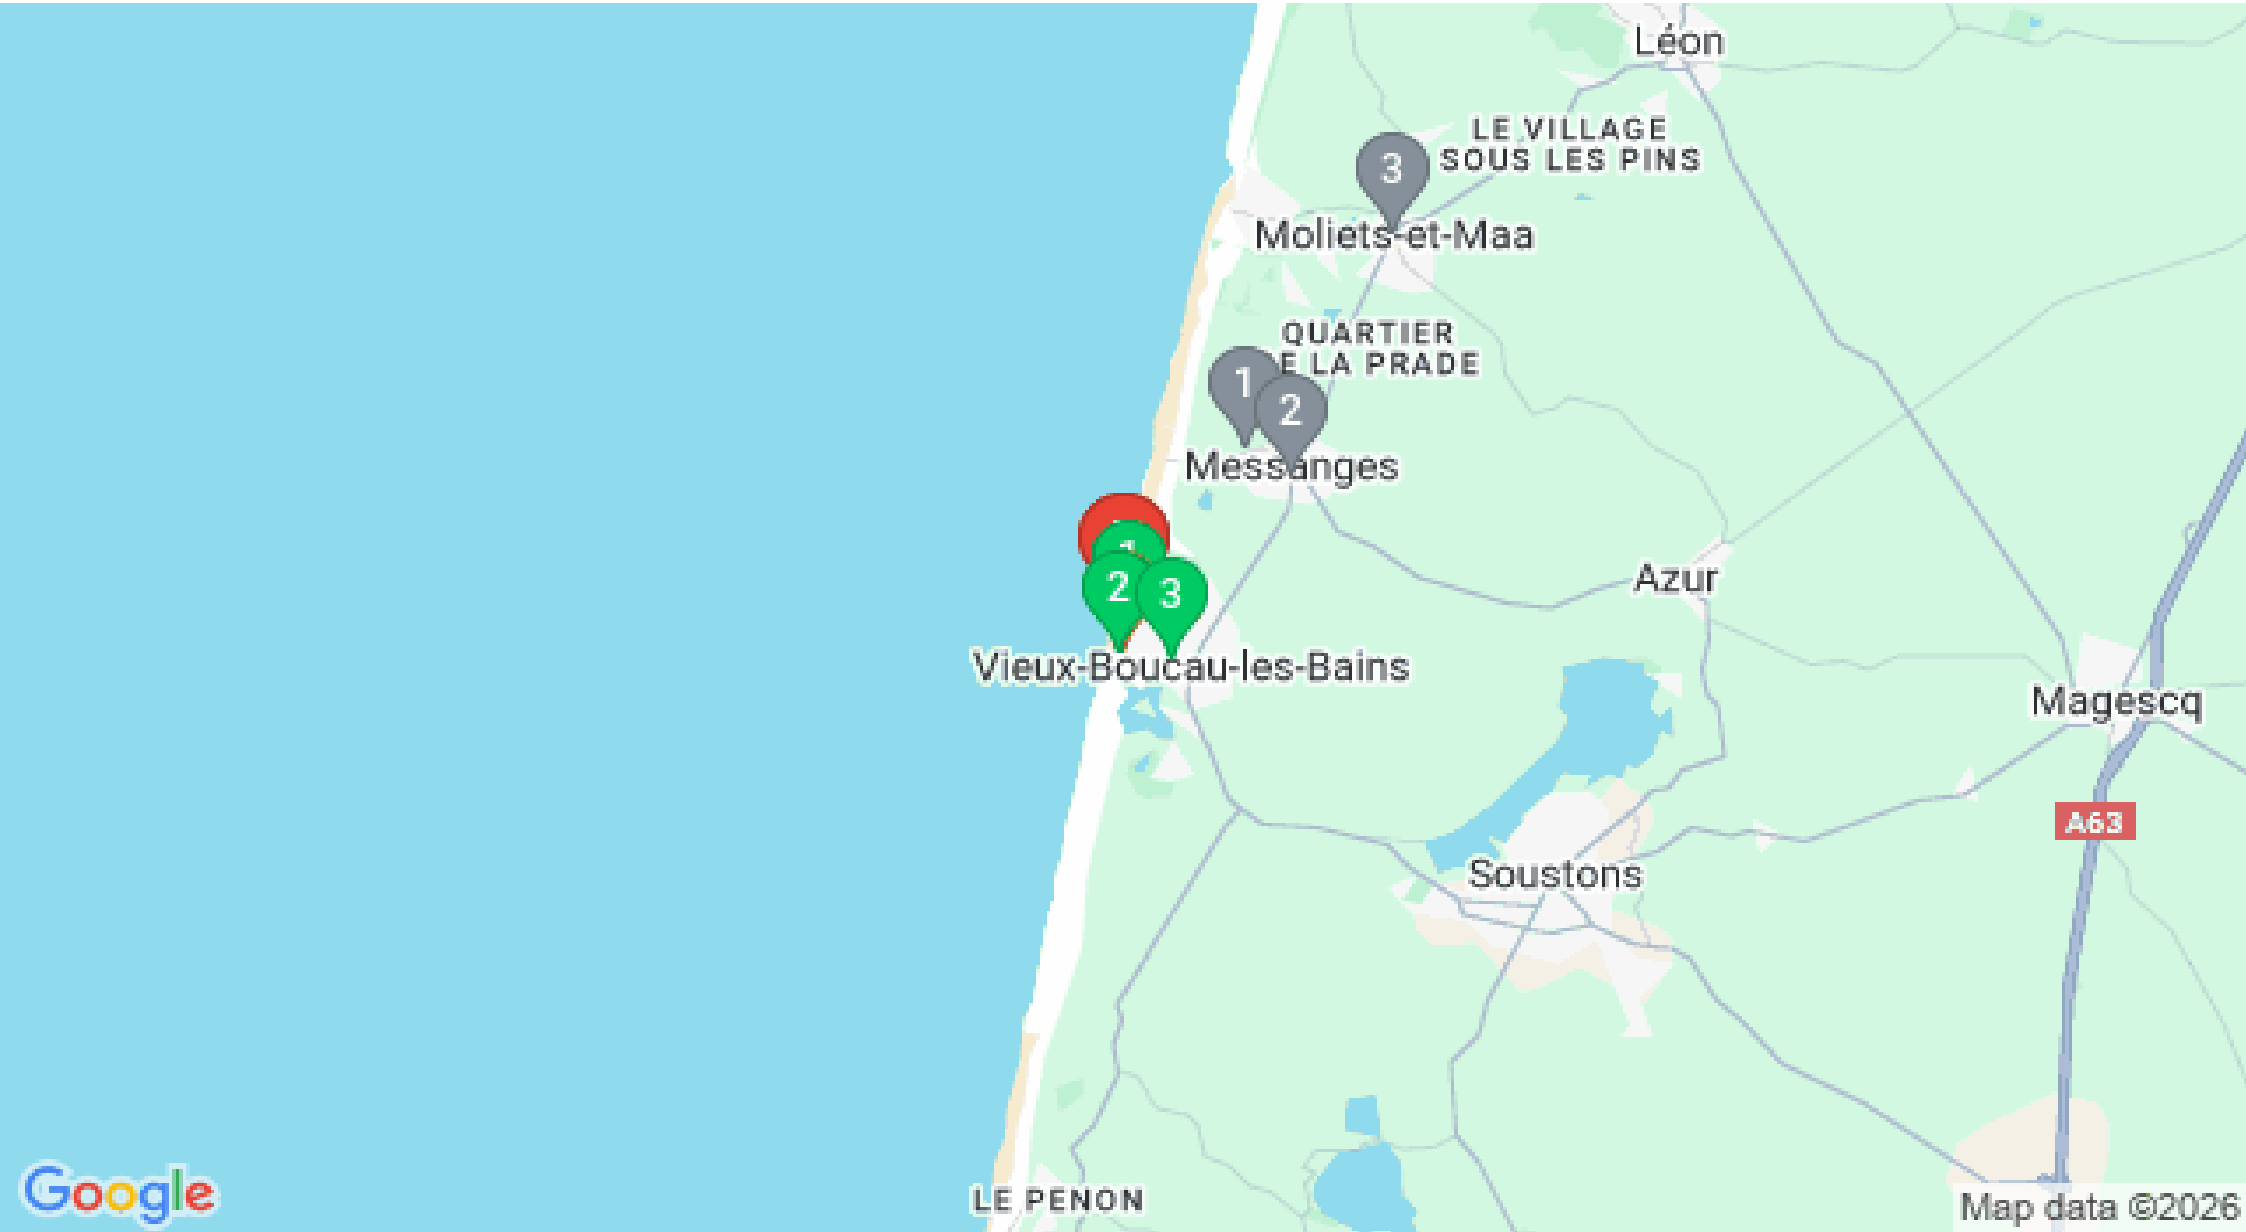 Léon
LE VILLAGE
SOUS LES PINS
3
Moliets-et-Maa
QUARTIER
E LA PRADE
1
2
Messanges
1
2
3
Azur
Vieux-Boucau-les-Bains
Magescq
A63
Soustons
LE PENON
Google
Map data ©2026